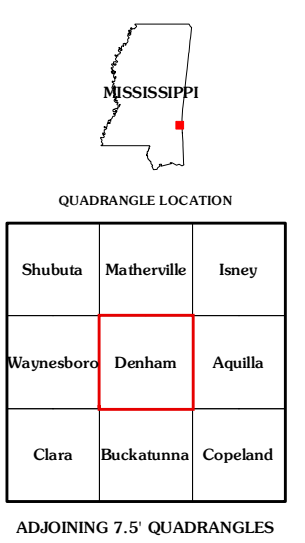 MISSISSIPPI
QUADRANGLE LOCATION
Shubuta Matherville Isney
Waynesboro Denham Aquilla
Clara Buckatunna Copeland
ADJOINING 7.5' QUADRANGLES